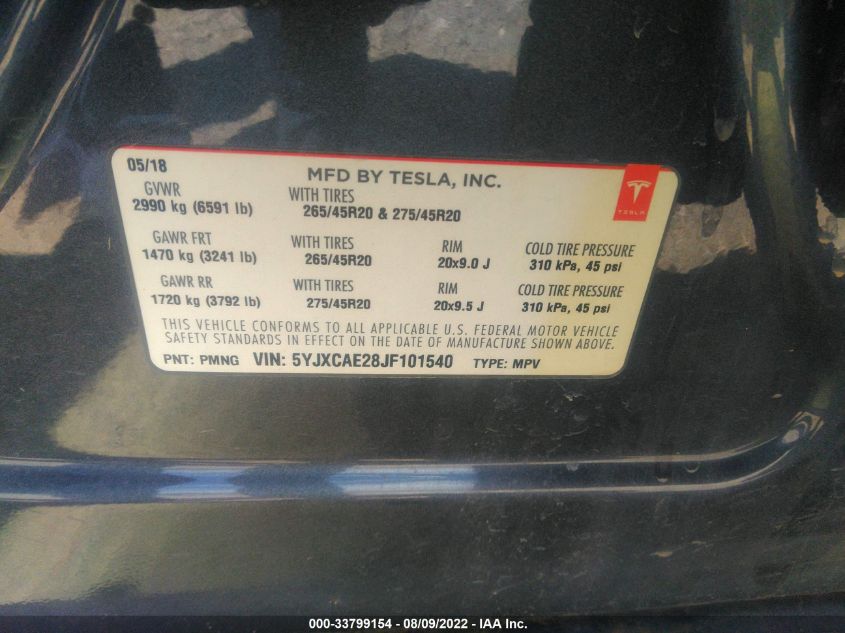 05/18
MFD BY TESLA, INC.
GVWR
2990 kg (6591 lb)
WITH TIRES
265/45R20 & 275/45R20
TESLA
GAWR FRT
1470 kg (3241 lb)
WITH TIRES
265/45R20
RIM
20x9.0 J
COLD TIRE PRESSURE
310 kPa, 45 psi
GAWR RR
1720 kg (3792 lb)
WITH TIRES
275/45R20
RIM
20x9.5 J
COLD TIRE PRESSURE
310 kPa, 45 psi
THIS VEHICLE CONFORMS TO ALL APPLICABLE U.S. FEDERAL MOTOR VEHICLE
SAFETY STANDARDS IN EFFECT ON THE DATE OF MANUFACTURE SHOWN ABOVE.
PNT: PMNG VIN: 5YJXCAE28JF101540 TYPE: MPV
000-33799154 - 08/09/2022 - IAA Inc.